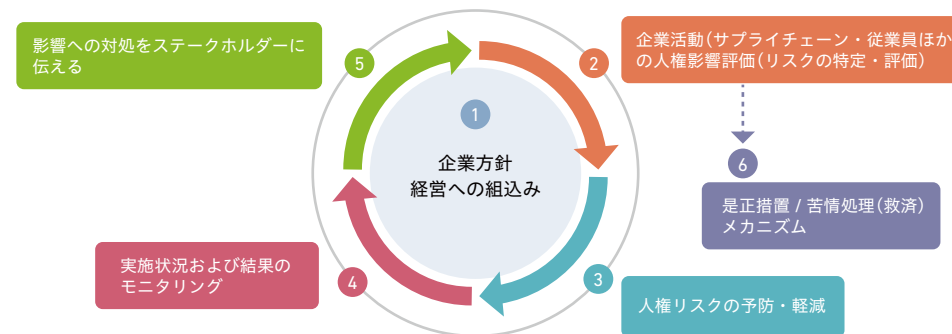 影響への対処をステークホルダーに
伝える
5
2
企業活動(サプライチェーン・従業員ほか
の人権影響評価(リスクの特定・評価)
1
企業方針
経営への組込み
6
是正措置 / 苦情処理(救済)
メカニズム
実施状況および結果の
モニタリング
4
3
人権リスクの予防・軽減